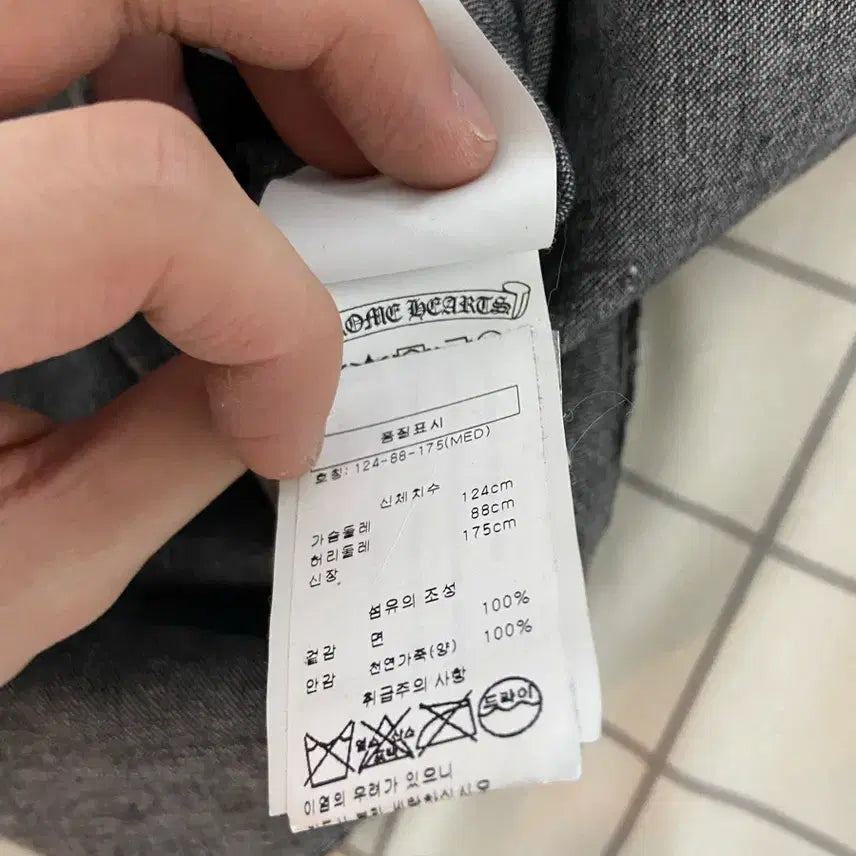 ROME HEARTS
품질표시
호칭: 124-88-175(MED)
신체치수
가슴둘레 124cm
허리둘레 88cm
신장 175cm
섬유의 조성
겉감 면 100%
안감 천연가죽(양) 100%
취급주의 사항
드라이
이염의 우려가 있으니